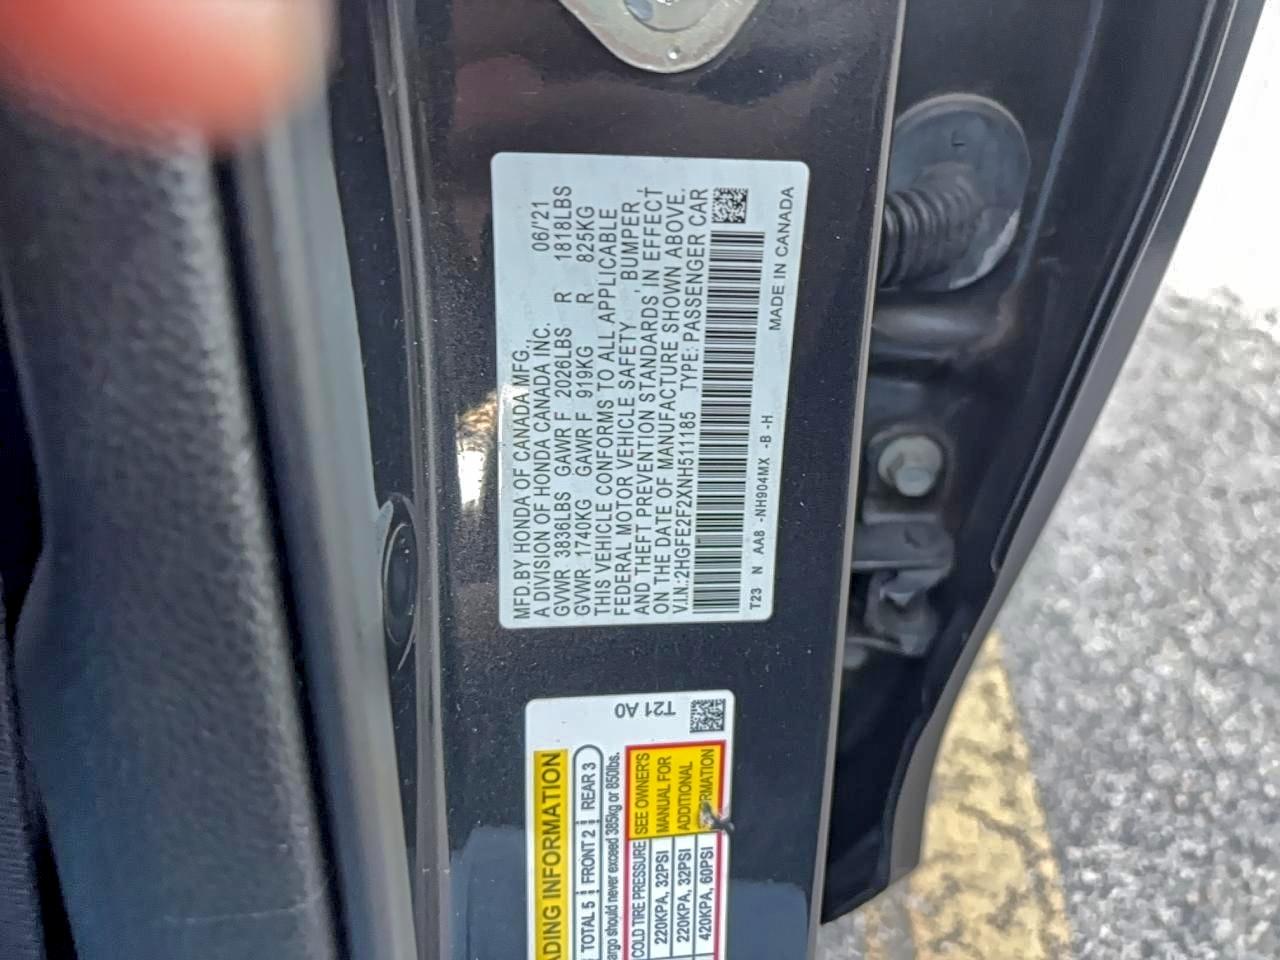 MFD.BY HONDA OF CANADA MFG., 06/'21
A DIVISION OF HONDA CANADA INC.
GVWR 3836LBS GAWR F 2026LBS R 1818LBS
GVWR 1740KG GAWR F 919KG R 825KG
THIS VEHICLE CONFORMS TO ALL APPLICABLE
FEDERAL MOTOR VEHICLE SAFETY, BUMPER,
AND THEFT PREVENTION STANDARDS, IN EFFECT
ON THE DATE OF MANUFACTURE SHOWN ABOVE.
V.I.N.:2HGFE2F2XNH511185 TYPE: PASSENGER CAR
T23 N AA8 -NH904MX -B -H MADE IN CANADA
T21 A0
INFORMATION
TOTAL 5 FRONT 2 REAR 3
should never exceed 385kg or 850lbs.
COLD TIRE PRESSURE SEE OWNER'S
220KPA, 32PSI MANUAL FOR
220KPA, 32PSI ADDITIONAL
420KPA, 60PSI